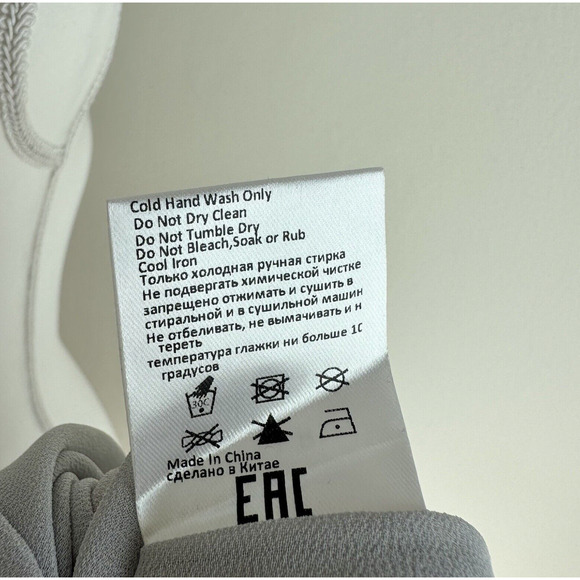 Cold Hand Wash Only
Do Not Dry Clean
Do Not Tumble Dry
Do Not Bleach,Soak or Rub
Cool Iron
Только холодная ручная стирка
Не подвергать химической чистке
запрещено отжимать и сушить в
стиральной и в сушильной машин
Не отбеливать, не вымачивать и н
тереть
температура глажки ни больше 1
градусов
30C
Made In China
сделано в Китае
EAC